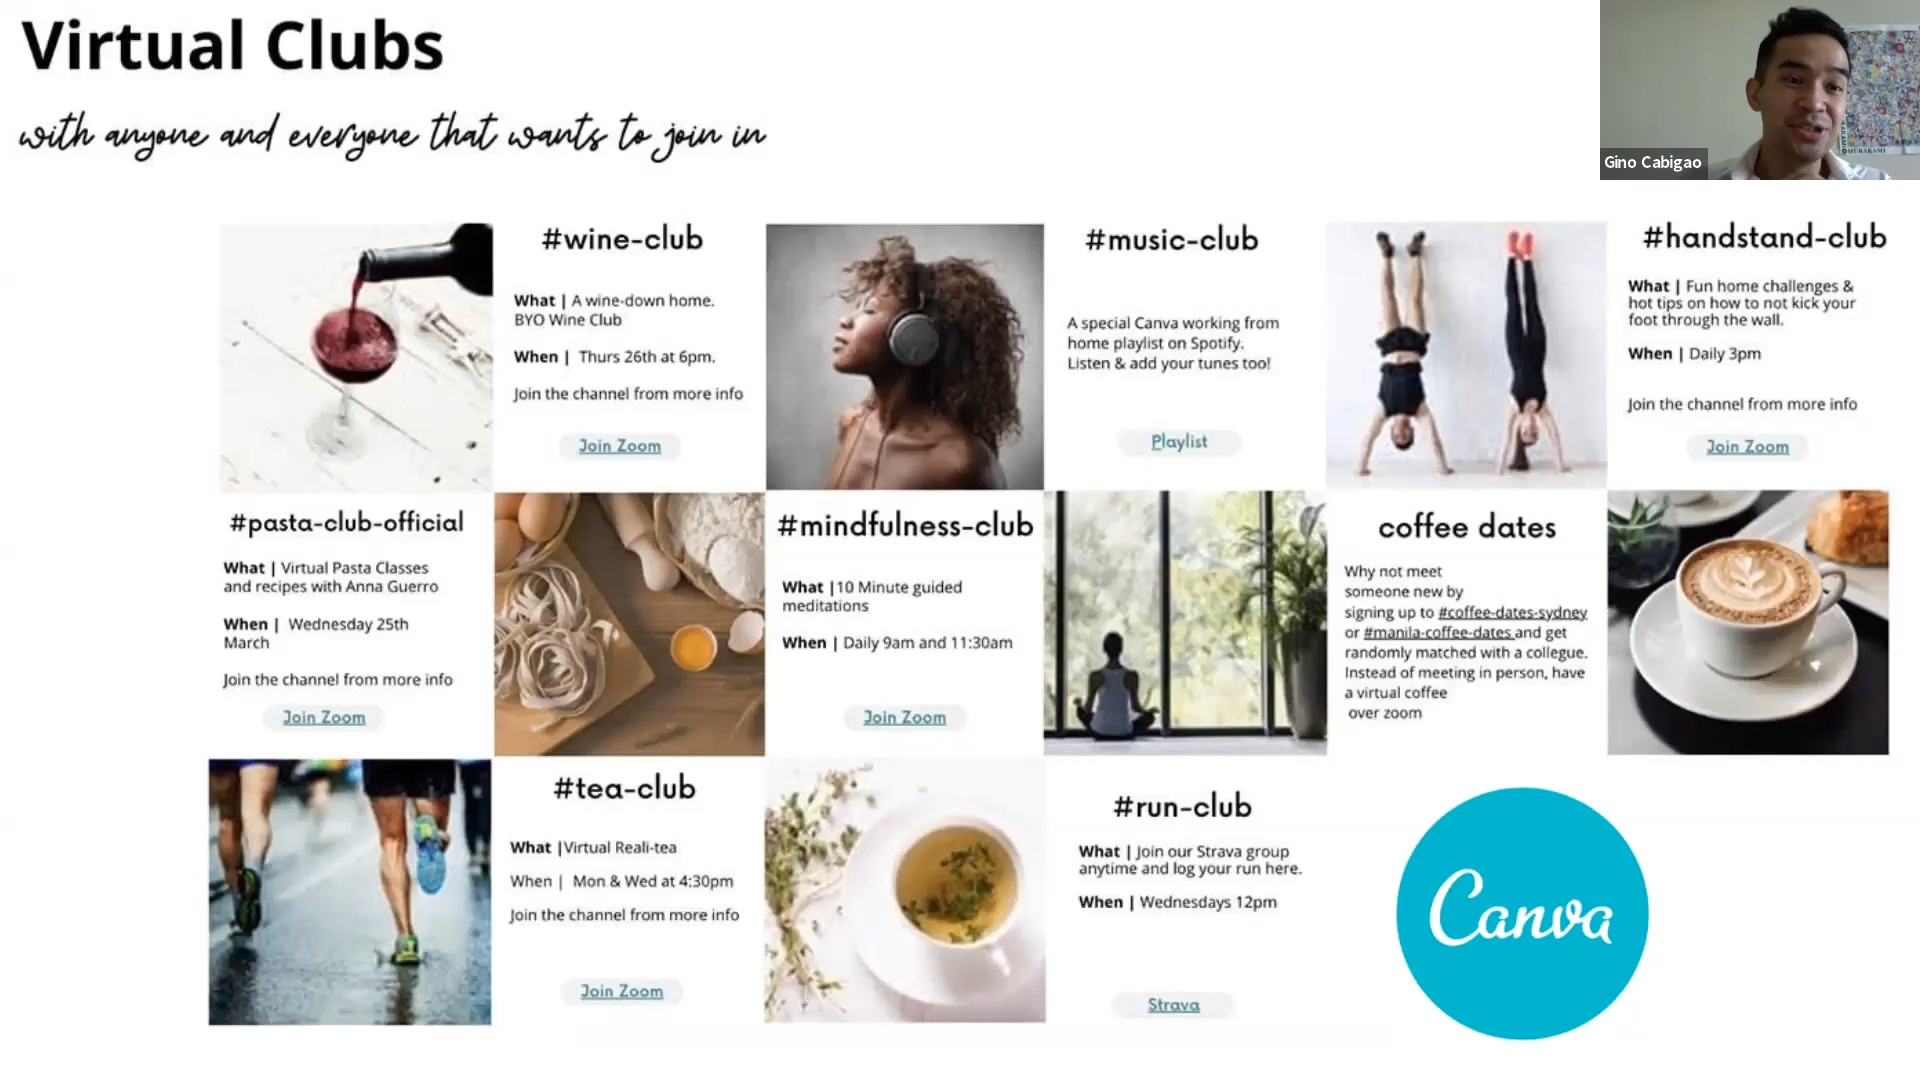 Virtual Clubs
with anyone and everyone that wants to join in
MURAKAMI
Gino Cabigao
#wine-club
What | A wine-down home.
BYO Wine Club
When | Thurs 26th at 6pm.
Join the channel from more info
Join Zoom
#music-club
A special Canva working from
home playlist on Spotify.
Listen & add your tunes too!
Playlist
#handstand-club
What | Fun home challenges &
hot tips on how to not kick your
foot through the wall.
When | Daily 3pm
Join the channel from more info
Join Zoom
#pasta-club-official
What | Virtual Pasta Classes
and recipes with Anna Guerro
When | Wednesday 25th
March
Join the channel from more info
Join Zoom
#mindfulness-club
What |10 Minute guided
meditations
When | Daily 9am and 11:30am
Join Zoom
coffee dates
Why not meet
someone new by
signing up to #coffee-dates-sydney
or #manila-coffee-dates and get
randomly matched with a collegue.
Instead of meeting in person, have
a virtual coffee
over zoom
#tea-club
What |Virtual Reali-tea
When | Mon & Wed at 4:30pm
Join the channel from more info
Join Zoom
#run-club
What | Join our Strava group
anytime and log your run here.
When | Wednesdays 12pm
Strava
Canva